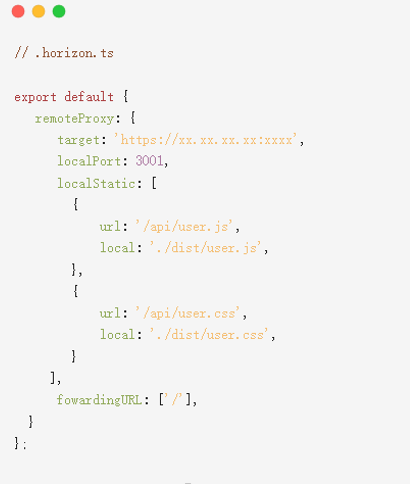 // .horizon.ts
export default {
remoteProxy: {
target: 'https://xx.xx.xx.xx:xxxx',
localPort: 3001,
localStatic: [
{
url: '/api/user.js',
local: './dist/user.js',
},
{
url: '/api/user.css',
local: './dist/user.css',
}
],
fowardingURL: ['/'],
}
};